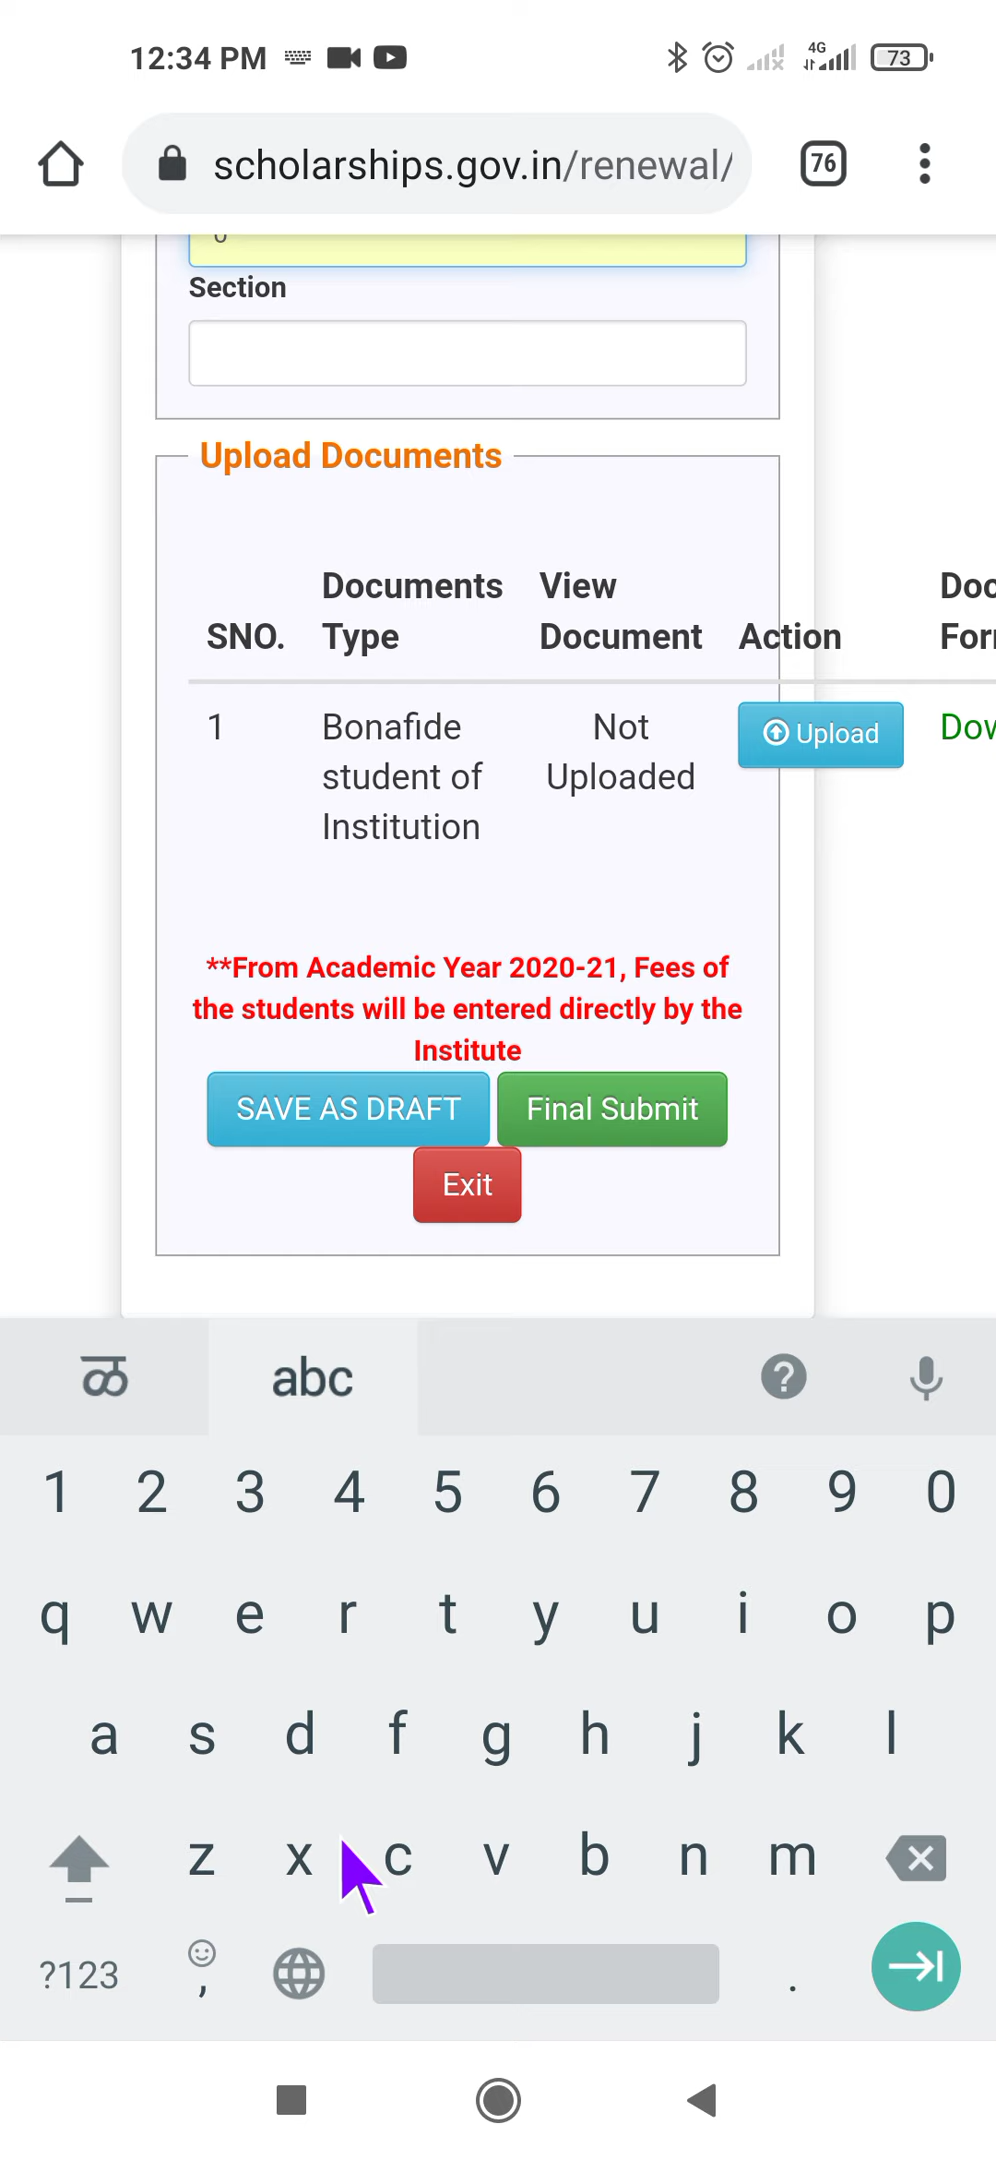 12:34 PM 4G 73
scholarships.gov.in/renewal/ 76
Section
Upload Documents
SNO. Documents Type View Document Action
1 Bonafide student of Institution Not Uploaded Upload
**From Academic Year 2020-21, Fees of
the students will be entered directly by the
Institute
SAVE AS DRAFT Final Submit
Exit
ळ abc ?
1 2 3 4 5 6 7 8 9 0
q w e r t y u i o p
a s d f g h j k l
z x c v b n m
?123 , .